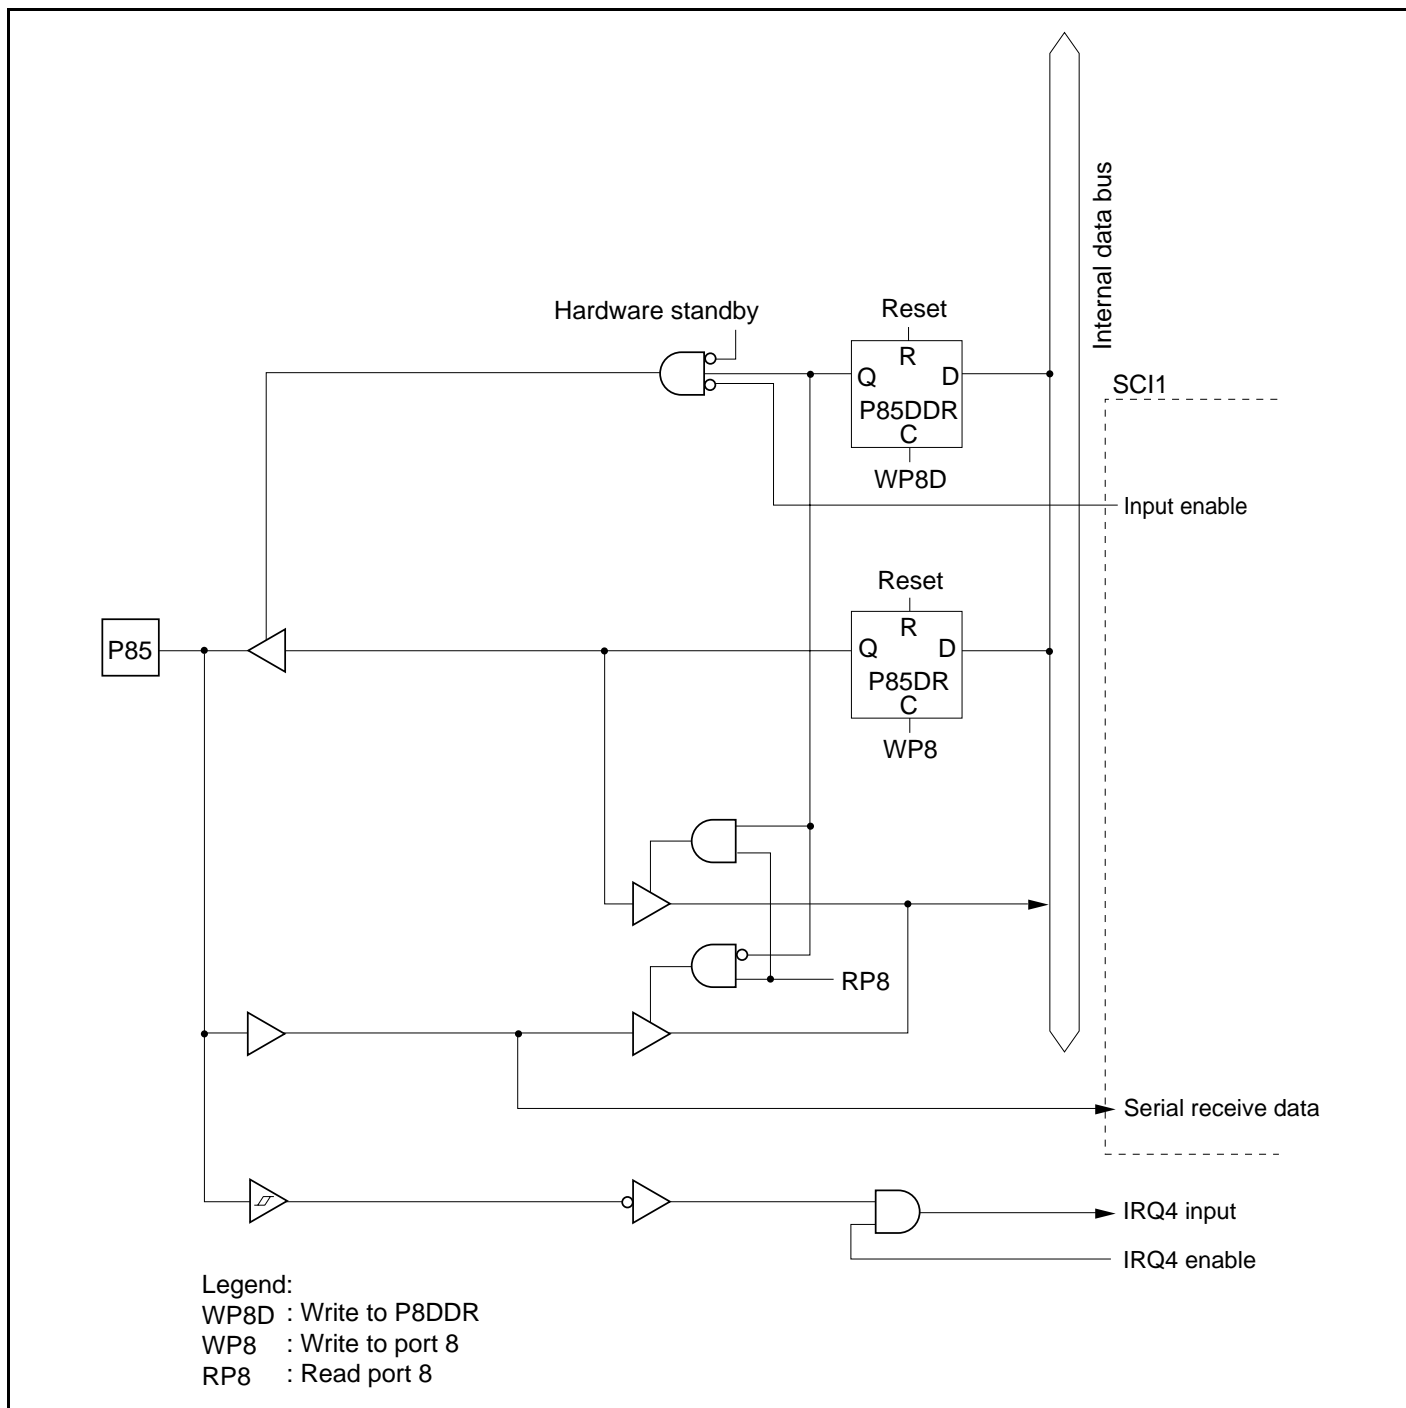 Internal data bus
Hardware standby
Reset
R
Q D
P85DDR
C
WP8D
SCI1
Input enable
Reset
R
Q D
P85DR
C
WP8
P85
RP8
Serial receive data
IRQ4 input
IRQ4 enable
Legend:
WP8D : Write to P8DDR
WP8 : Write to port 8
RP8 : Read port 8